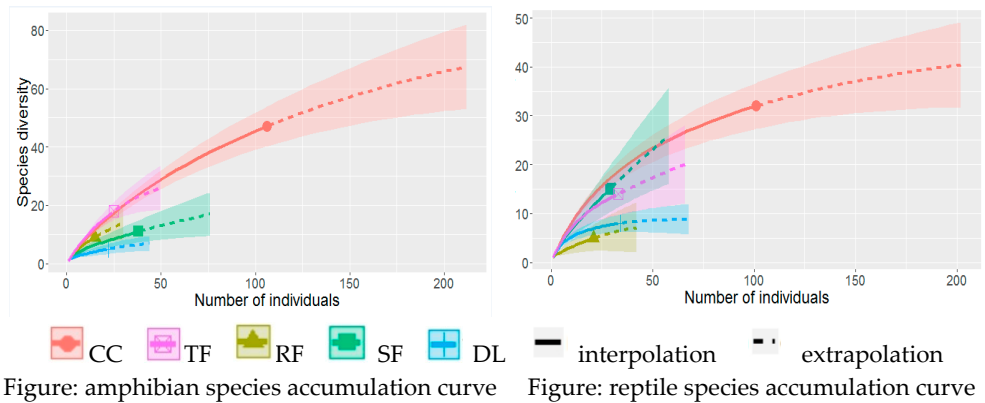 80
60
40
20
0
Species diversity
0 50 100 150 200
Number of individuals
50
40
30
20
10
0
0 50 100 150 200
Number of individuals
CC TF RF SF DL interpolation extrapolation
Figure: amphibian species accumulation curve Figure: reptile species accumulation curve